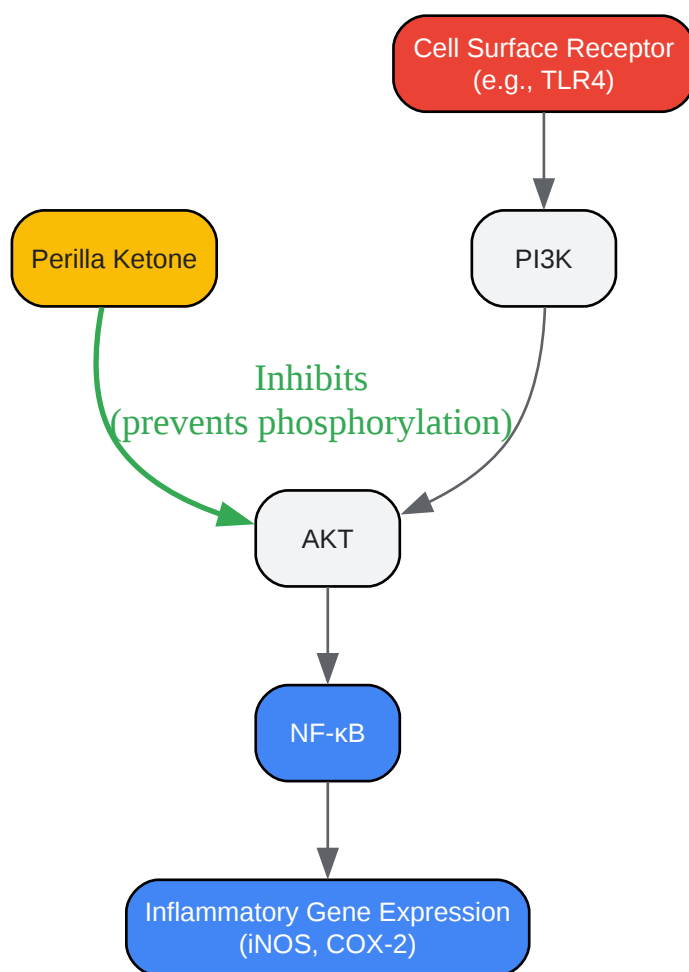 Cell Surface Receptor
(e.g., TLR4)
Perilla Ketone
PI3K
Inhibits
(prevents phosphorylation)
AKT
NF-κB
Inflammatory Gene Expression
(iNOS, COX-2)